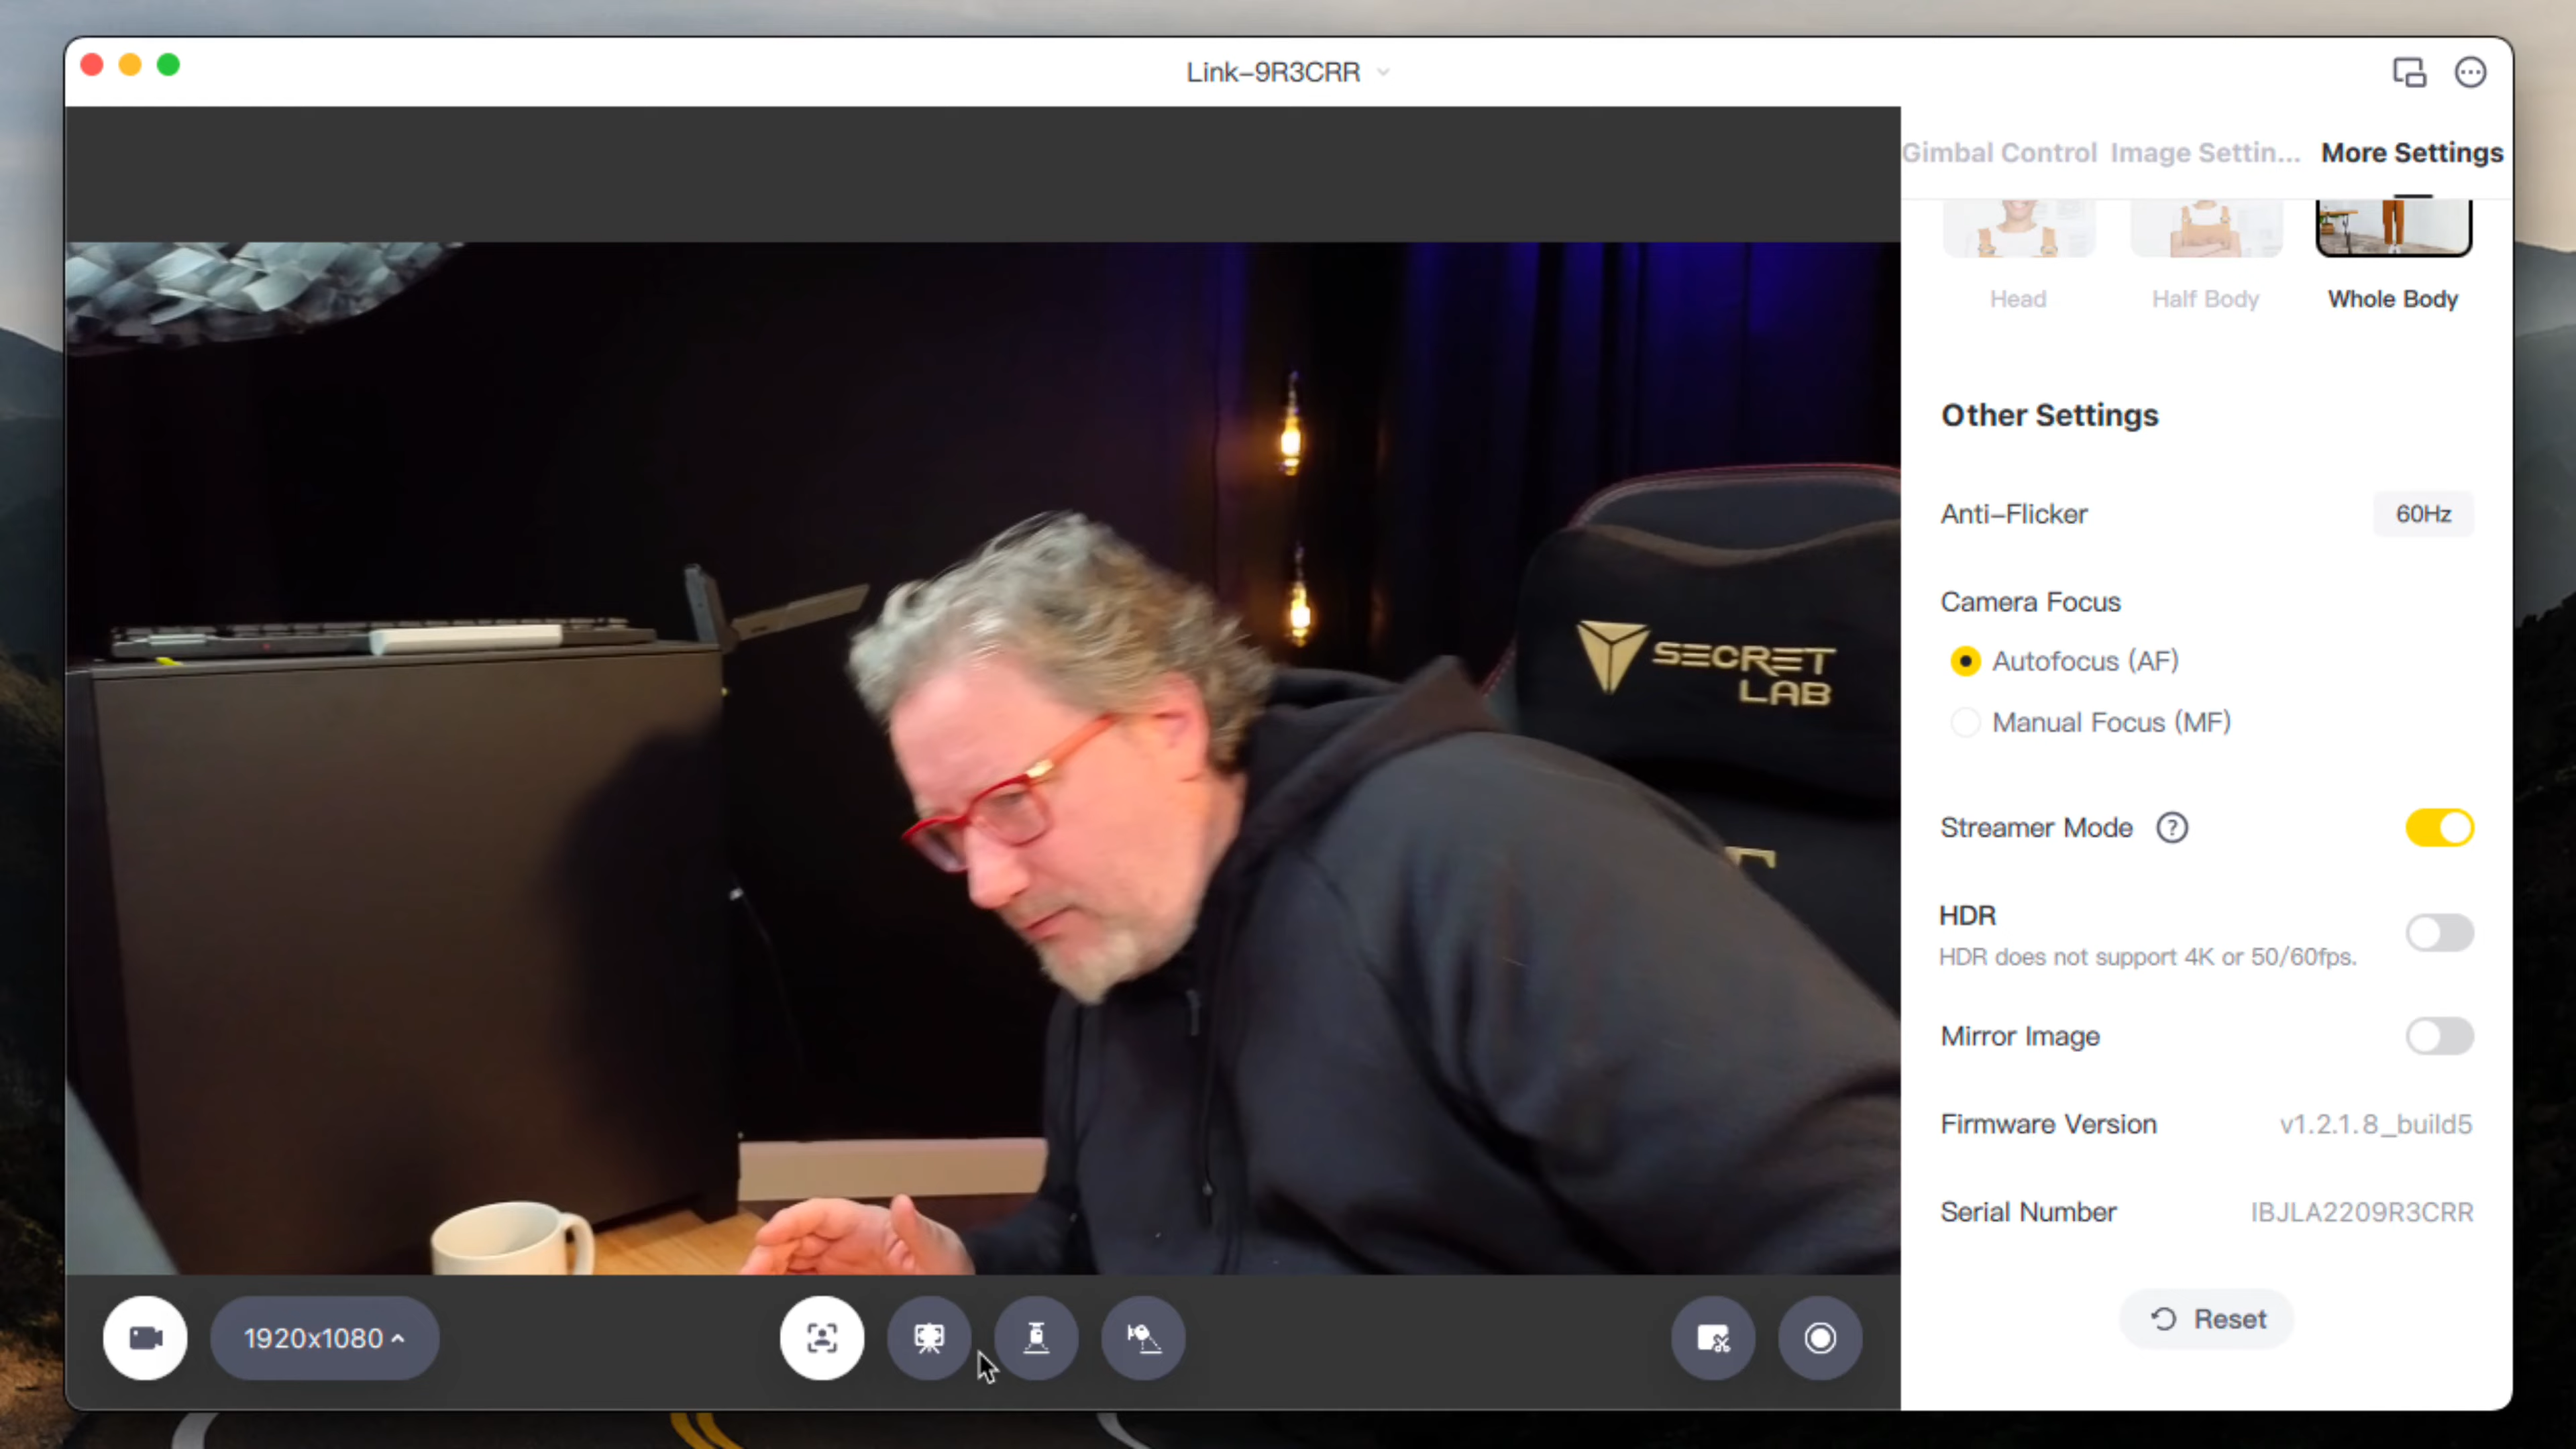 Link-9R3CRR
Gimbal Control Image Settin... More Settings
Head Half Body Whole Body
Other Settings
Anti-Flicker 60Hz
Camera Focus
Autofocus (AF)
Manual Focus (MF)
Streamer Mode ?
HDR
HDR does not support 4K or 50/60fps.
Mirror Image
Firmware Version v1.2.1.8_build5
Serial Number IBJLA2209R3CRR
Reset
SECRET
LAB
1920x1080